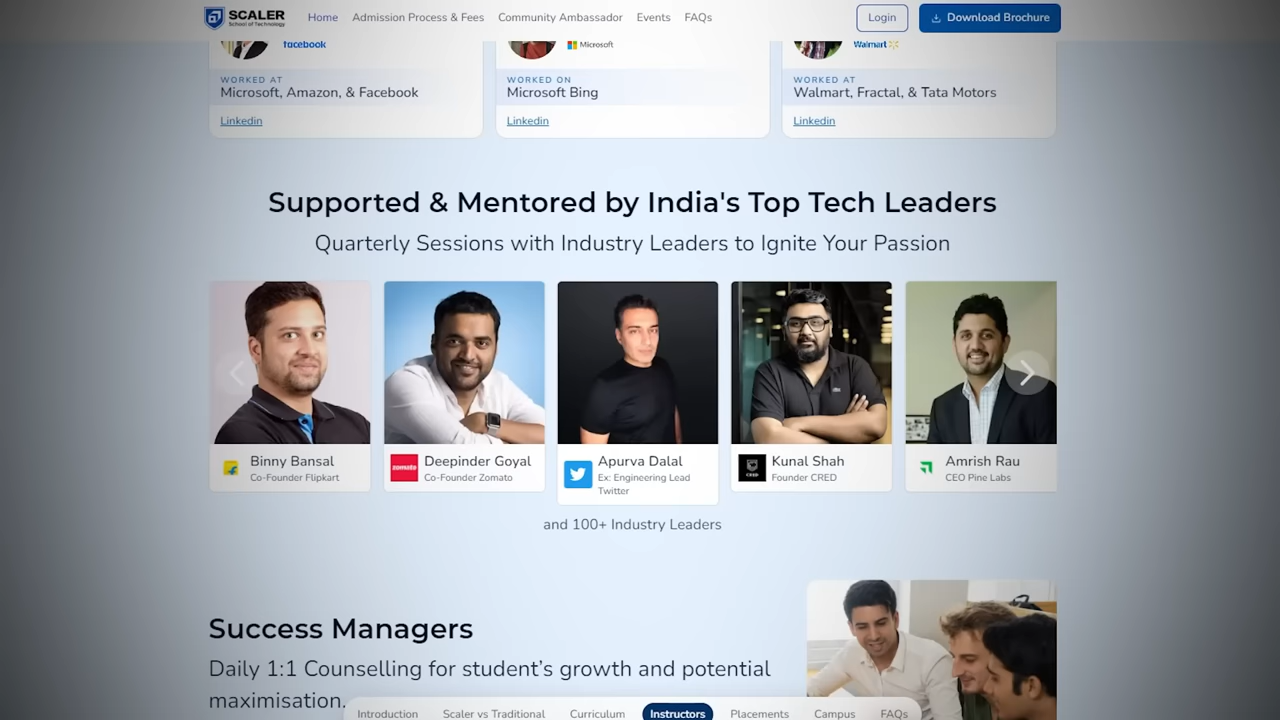 SCALER
School of Technology
Home
Admission Process & Fees
Community Ambassador
Events
FAQs
Login
Download Brochure
facebook
Microsoft
Walmart
WORKED AT
Microsoft, Amazon, & Facebook
Linkedin
WORKED ON
Microsoft Bing
Linkedin
WORKED AT
Walmart, Fractal, & Tata Motors
Linkedin
Supported & Mentored by India's Top Tech Leaders
Quarterly Sessions with Industry Leaders to Ignite Your Passion
Binny Bansal
Co-Founder Flipkart
zomato
Deepinder Goyal
Co-Founder Zomato
Apurva Dalal
Ex: Engineering Lead
Twitter
CRED
Kunal Shah
Founder CRED
Amrish Rau
CEO Pine Labs
and 100+ Industry Leaders
Success Managers
Daily 1:1 Counselling for student’s growth and potential
maximisation.
Introduction
Scaler vs Traditional
Curriculum
Instructors
Placements
Campus
FAQs